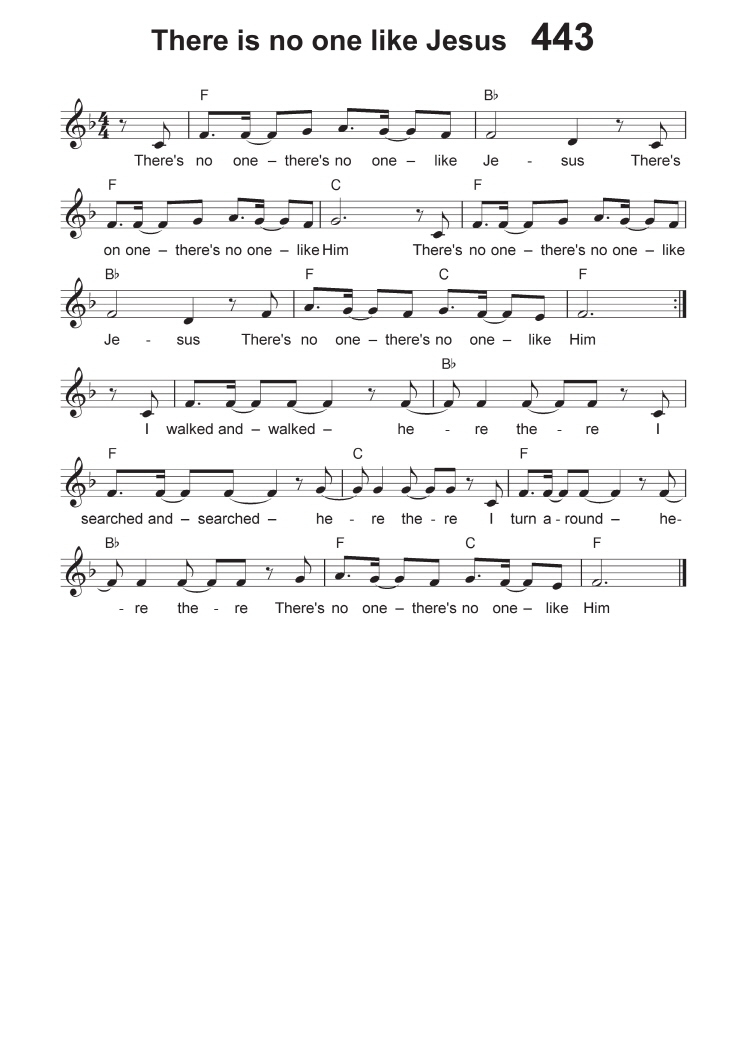 There is no one like Jesus 443
F B♭
There's no one – there's no one – like Je - sus There's
F C F
on one – there's no one – like Him There's no one – there's no one – like
B♭ F C F
Je - sus There's no one – there's no one – like Him
B♭
I walked and – walked – he - re the - re I
F C F
searched and – searched – he - re the - re I turn a - round – he-
B♭ F C F
- re the - re There's no one – there's no one – like Him